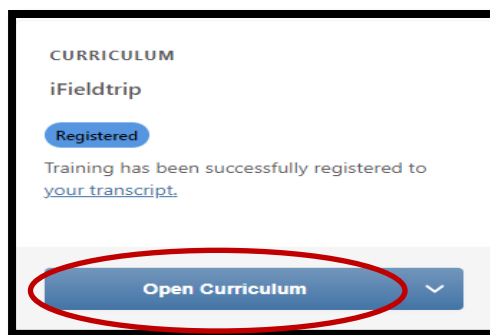 CURRICULUM
iFieldtrip
Registered
Training has been successfully registered to
your transcript.
Open Curriculum